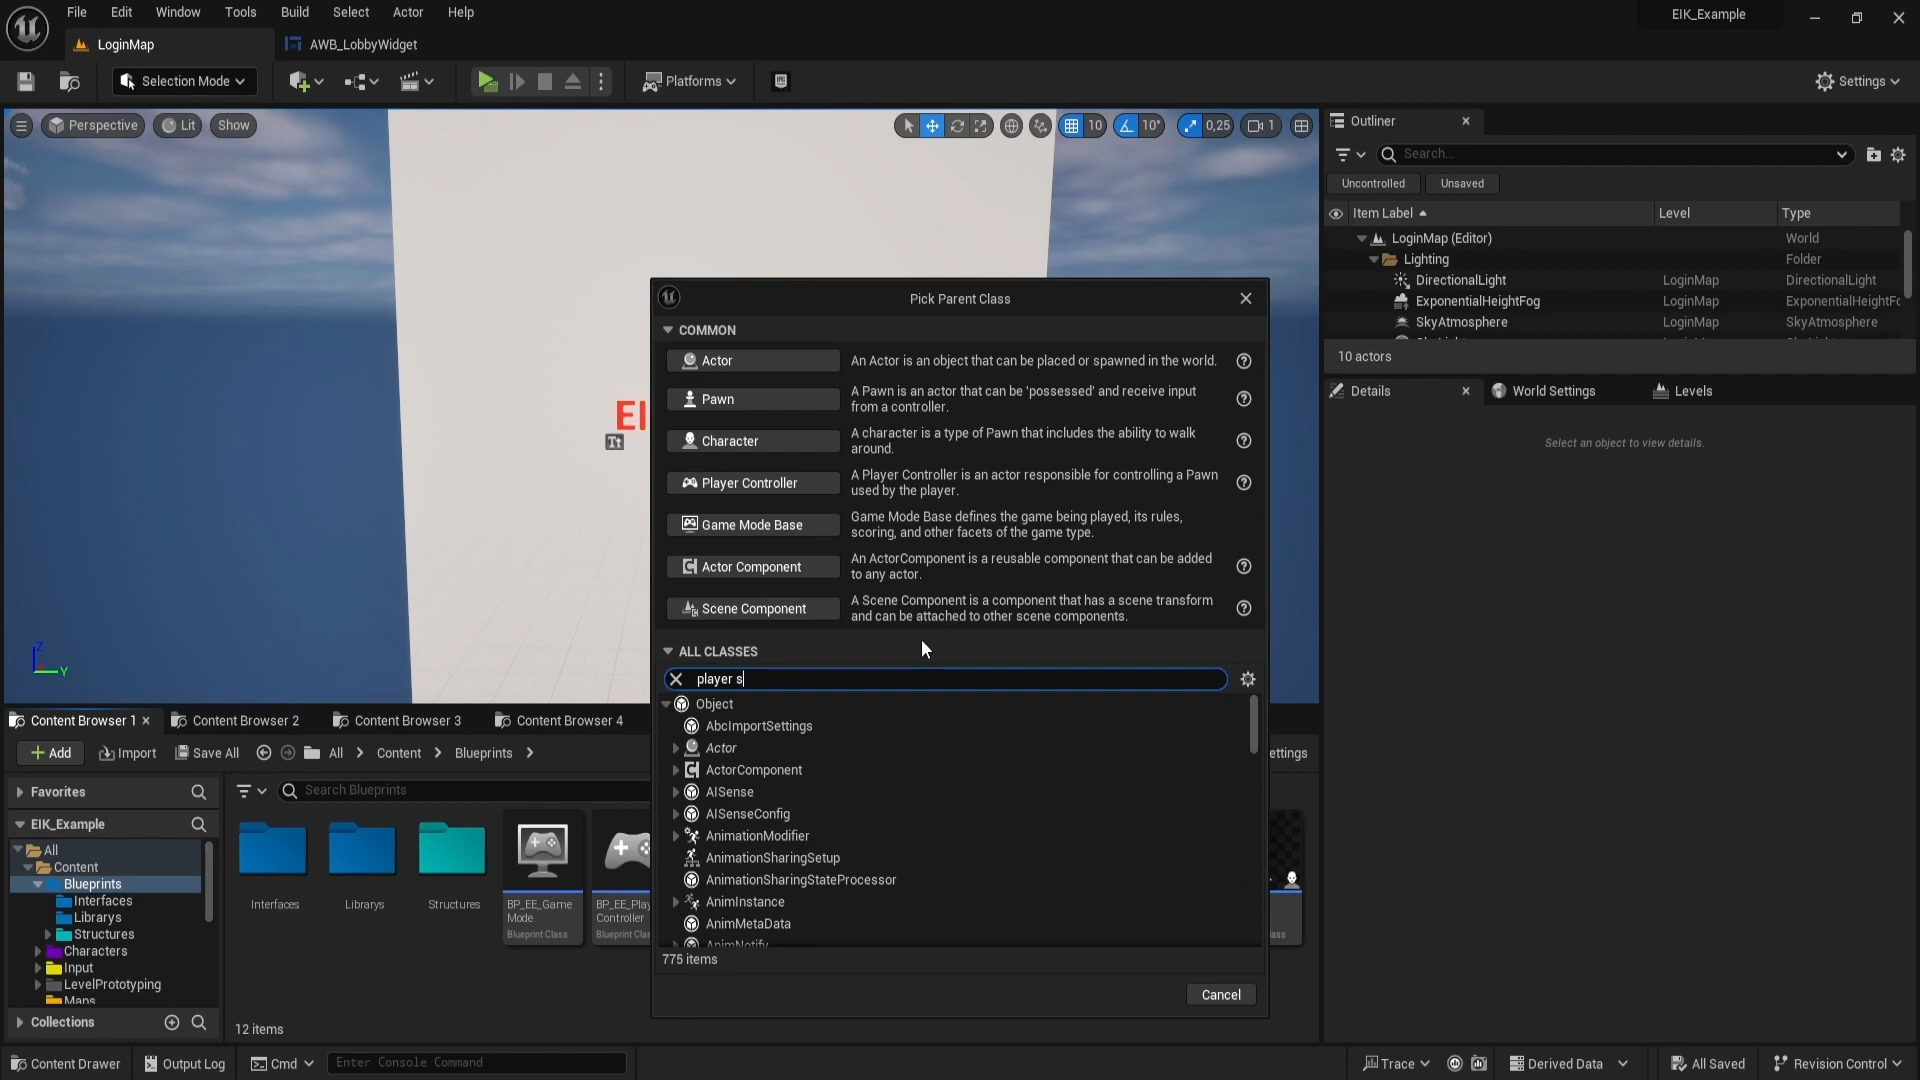 File Edit Window Tools Build Select Actor Help
EIK_Example
LoginMap
AWB_LobbyWidget
Selection Mode
Platforms
Settings
Perspective
Lit
Show
10
10°
0,25
1
Outliner
Search...
Uncontrolled
Unsaved
Item Label
Level
Type
LoginMap (Editor) World
Lighting Folder
DirectionalLight LoginMap DirectionalLight
ExponentialHeightFog LoginMap ExponentialHeightFo
SkyAtmosphere LoginMap SkyAtmosphere
10 actors
Details
World Settings
Levels
Select an object to view details.
EI
Tt
Z
Y
Pick Parent Class
COMMON
Actor
An Actor is an object that can be placed or spawned in the world.
Pawn
A Pawn is an actor that can be 'possessed' and receive input
from a controller.
Character
A character is a type of Pawn that includes the ability to walk
around.
Player Controller
A Player Controller is an actor responsible for controlling a Pawn
used by the player.
Game Mode Base
Game Mode Base defines the game being played, its rules,
scoring, and other facets of the game type.
Actor Component
An ActorComponent is a reusable component that can be added
to any actor.
Scene Component
A Scene Component is a component that has a scene transform
and can be attached to other scene components.
ALL CLASSES
player s
Object
AbcImportSettings
Actor
ActorComponent
AISense
AISenseConfig
AnimationModifier
AnimationSharingSetup
AnimationSharingStateProcessor
AnimInstance
AnimMetaData
AnimNotify
775 items
Cancel
Content Browser 1
Content Browser 2
Content Browser 3
Content Browser 4
Add
Import
Save All
All
Content
Blueprints
ettings
Favorites
Search Blueprints
EIK_Example
All
Content
Blueprints
Interfaces
Librarys
Structures
Characters
Input
LevelPrototyping
Maps
Collections
Interfaces
Librarys
Structures
BP_EE_Game
Mode
Blueprint Class
BP_EE_Play
Controller
Blueprint Clas
ass
12 items
Content Drawer
Output Log
Cmd
Enter Console Command
Trace
Derived Data
All Saved
Revision Control